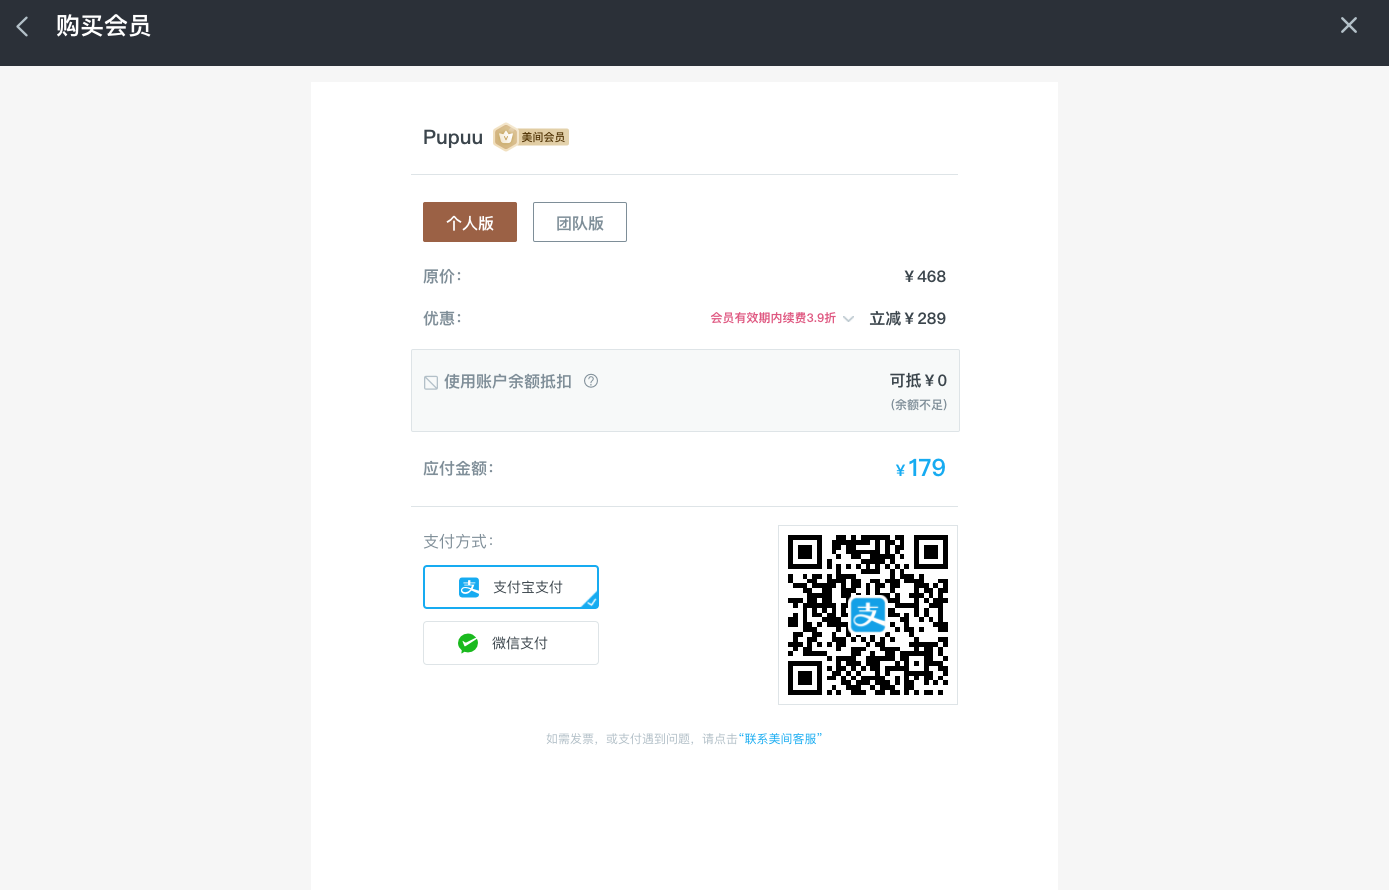 购买会员
Pupuu 美间会员
个人版 团队版
原价： ¥468
优惠： 会员有效期内续费3.9折 立减¥289
使用账户余额抵扣 ? 可抵¥0
(余额不足)
应付金额： ¥179
支付方式：
支 支付宝支付
微信支付
支
如需发票，或支付遇到问题，请点击“联系美间客服”